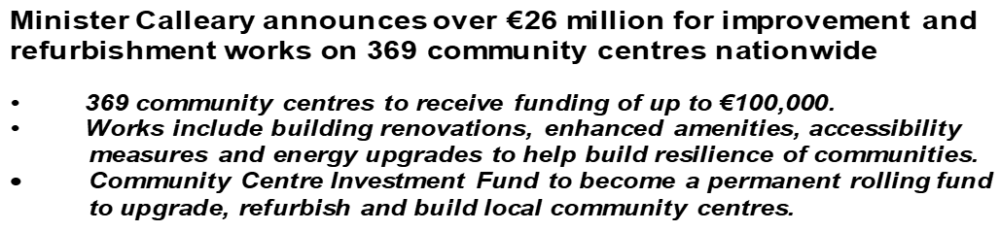 Minister Calleary announces over €26 million for improvement and
refurbishment works on 369 community centres nationwide
• 369 community centres to receive funding of up to €100,000.
• Works include building renovations, enhanced amenities, accessibility
measures and energy upgrades to help build resilience of communities.
• Community Centre Investment Fund to become a permanent rolling fund
to upgrade, refurbish and build local community centres.